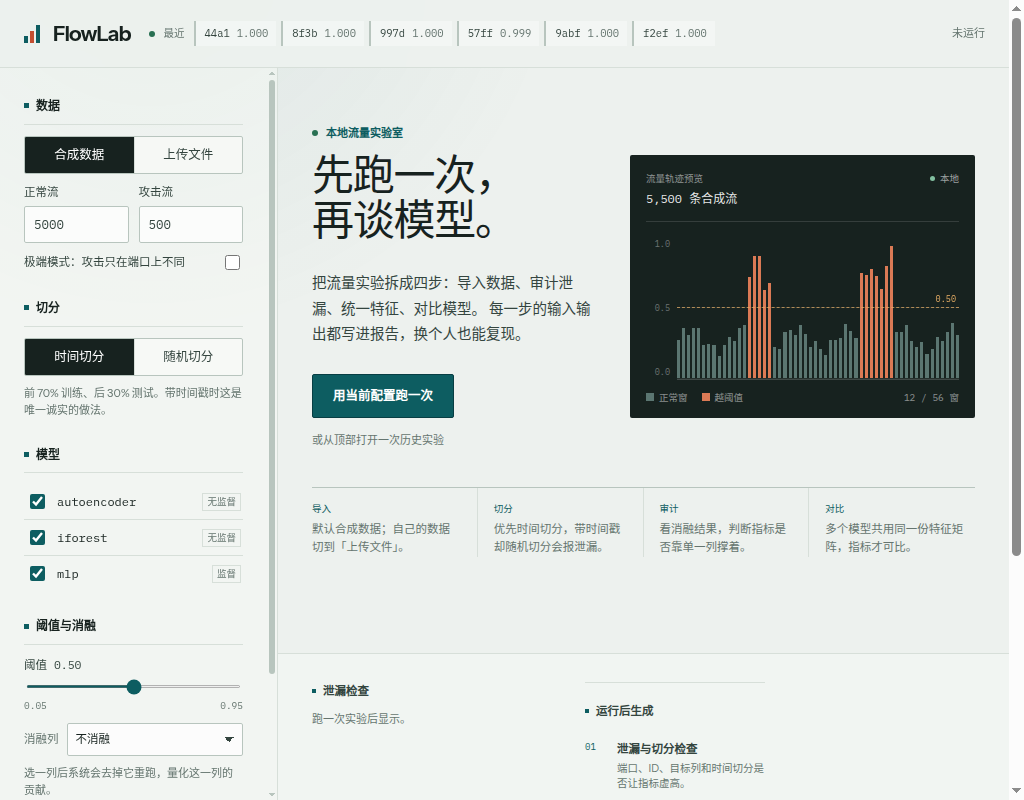 FlowLab
最近
44a1 1.000
8f3b 1.000
997d 1.000
57ff 0.999
9abf 1.000
f2ef 1.000
未运行
数据
合成数据
上传文件
正常流
攻击流
5000
500
极端模式：攻击只在端口上不同
切分
时间切分
随机切分
前 70% 训练、后 30% 测试。带时间戳时这是
唯一诚实的做法。
模型
autoencoder
无监督
iforest
无监督
mlp
监督
阈值与消融
阈值 0.50
0.05
0.95
消融列
不消融
选一列后系统会去掉它重跑，量化这一列的
贡献。
本地流量实验室
先跑一次，
再谈模型。
把流量实验拆成四步：导入数据、审计泄
漏、统一特征、对比模型。 每一步的输入输
出都写进报告，换个人也能复现。
用当前配置跑一次
或从顶部打开一次历史实验
流量轨迹预览
本地
5,500 条合成流
1.0
0.5
0.0
0.50
正常窗
越阈值
12 / 56 窗
导入
默认合成数据；自己的数据
切到「上传文件」。
切分
优先时间切分，带时间戳
却随机切分会报泄漏。
审计
看消融结果，判断指标是
否靠单一列撑着。
对比
多个模型共用同一份特征矩
阵，指标才可比。
泄漏检查
跑一次实验后显示。
运行后生成
01
泄漏与切分检查
端口、ID、目标列和时间切分是
否让指标虚高。